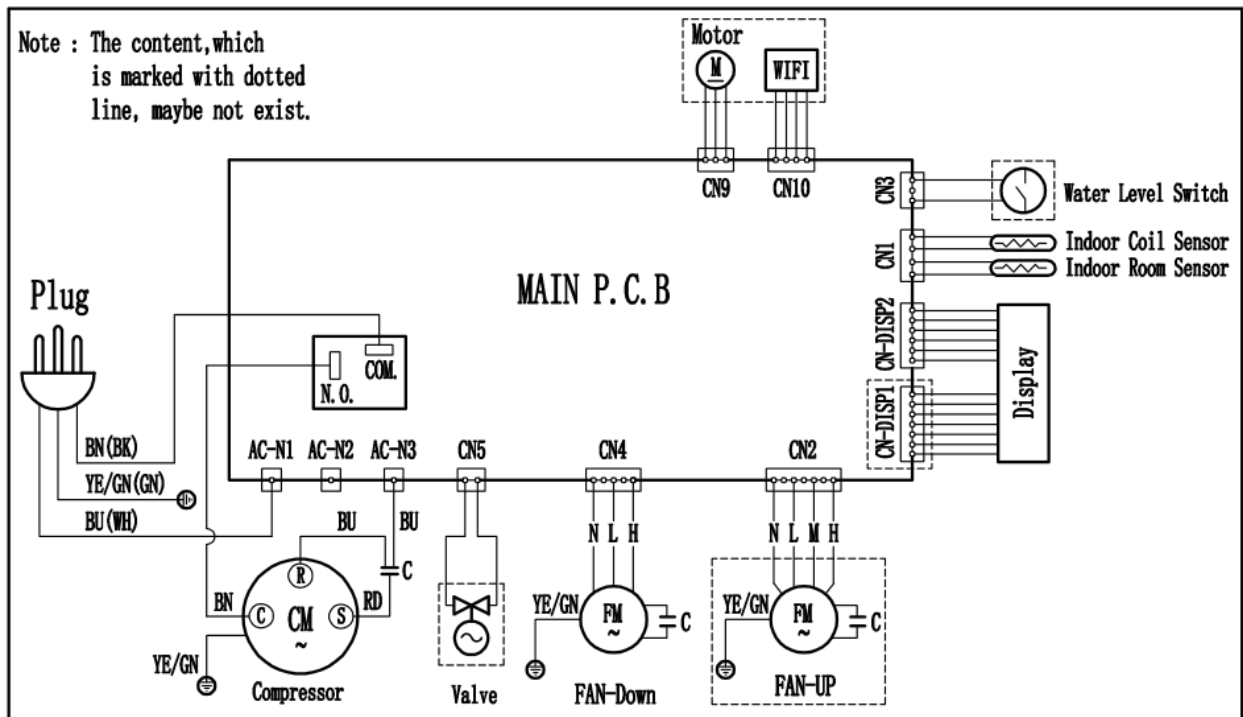 Note : The content,which
is marked with dotted
line, maybe not exist.
Motor
M
WIFI
CN9
CN10
CN3
Water Level Switch
CN1
Indoor Coil Sensor
Indoor Room Sensor
MAIN P.C.B
CN-DISP2
CN-DISP1
Display
Plug
COM.
N.O.
BN(BK)
YE/GN(GN)
BU(WH)
AC-N1
AC-N2
AC-N3
CN5
CN4
CN2
BU
BU
C
R
C
S
CM
~
BN
RD
YE/GN
Compressor
Valve
N L H
YE/GN
FM
~
C
FAN-Down
N L M H
YE/GN
FM
~
C
FAN-UP